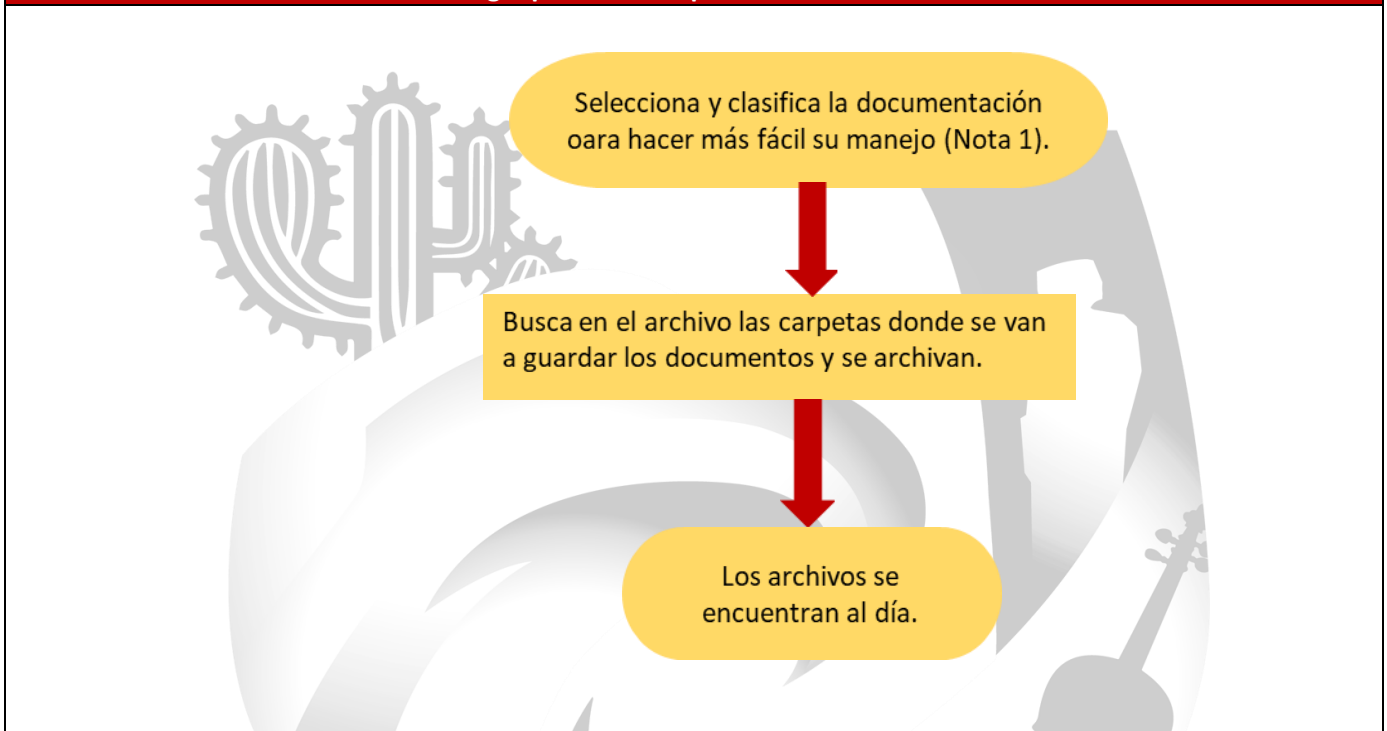 Selecciona y clasifica la documentación
oara hacer más fácil su manejo (Nota 1).
Busca en el archivo las carpetas donde se van
a guardar los documentos y se archivan.
Los archivos se
encuentran al día.